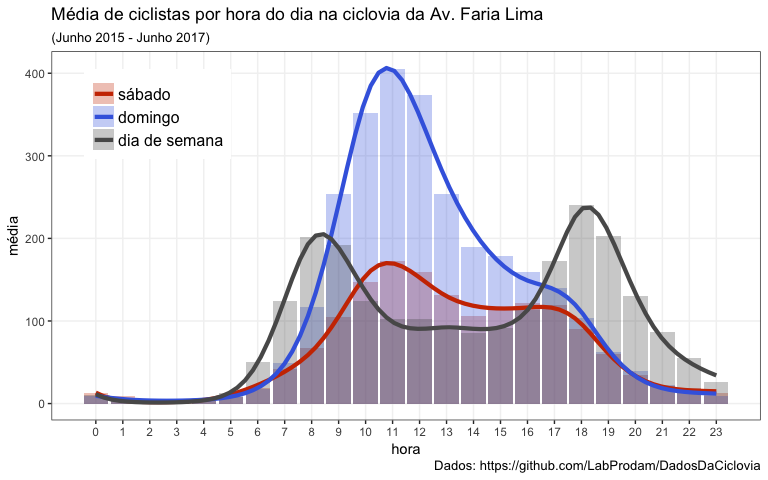 Média de ciclistas por hora do dia na ciclovia da Av. Faria Lima
(Junho 2015 - Junho 2017)
sábado
domingo
dia de semana
média
400
300
200
100
0
0 1 2 3 4 5 6 7 8 9 10 11 12 13 14 15 16 17 18 19 20 21 22 23
hora
Dados: https://github.com/LabProdam/DadosDaCiclovia